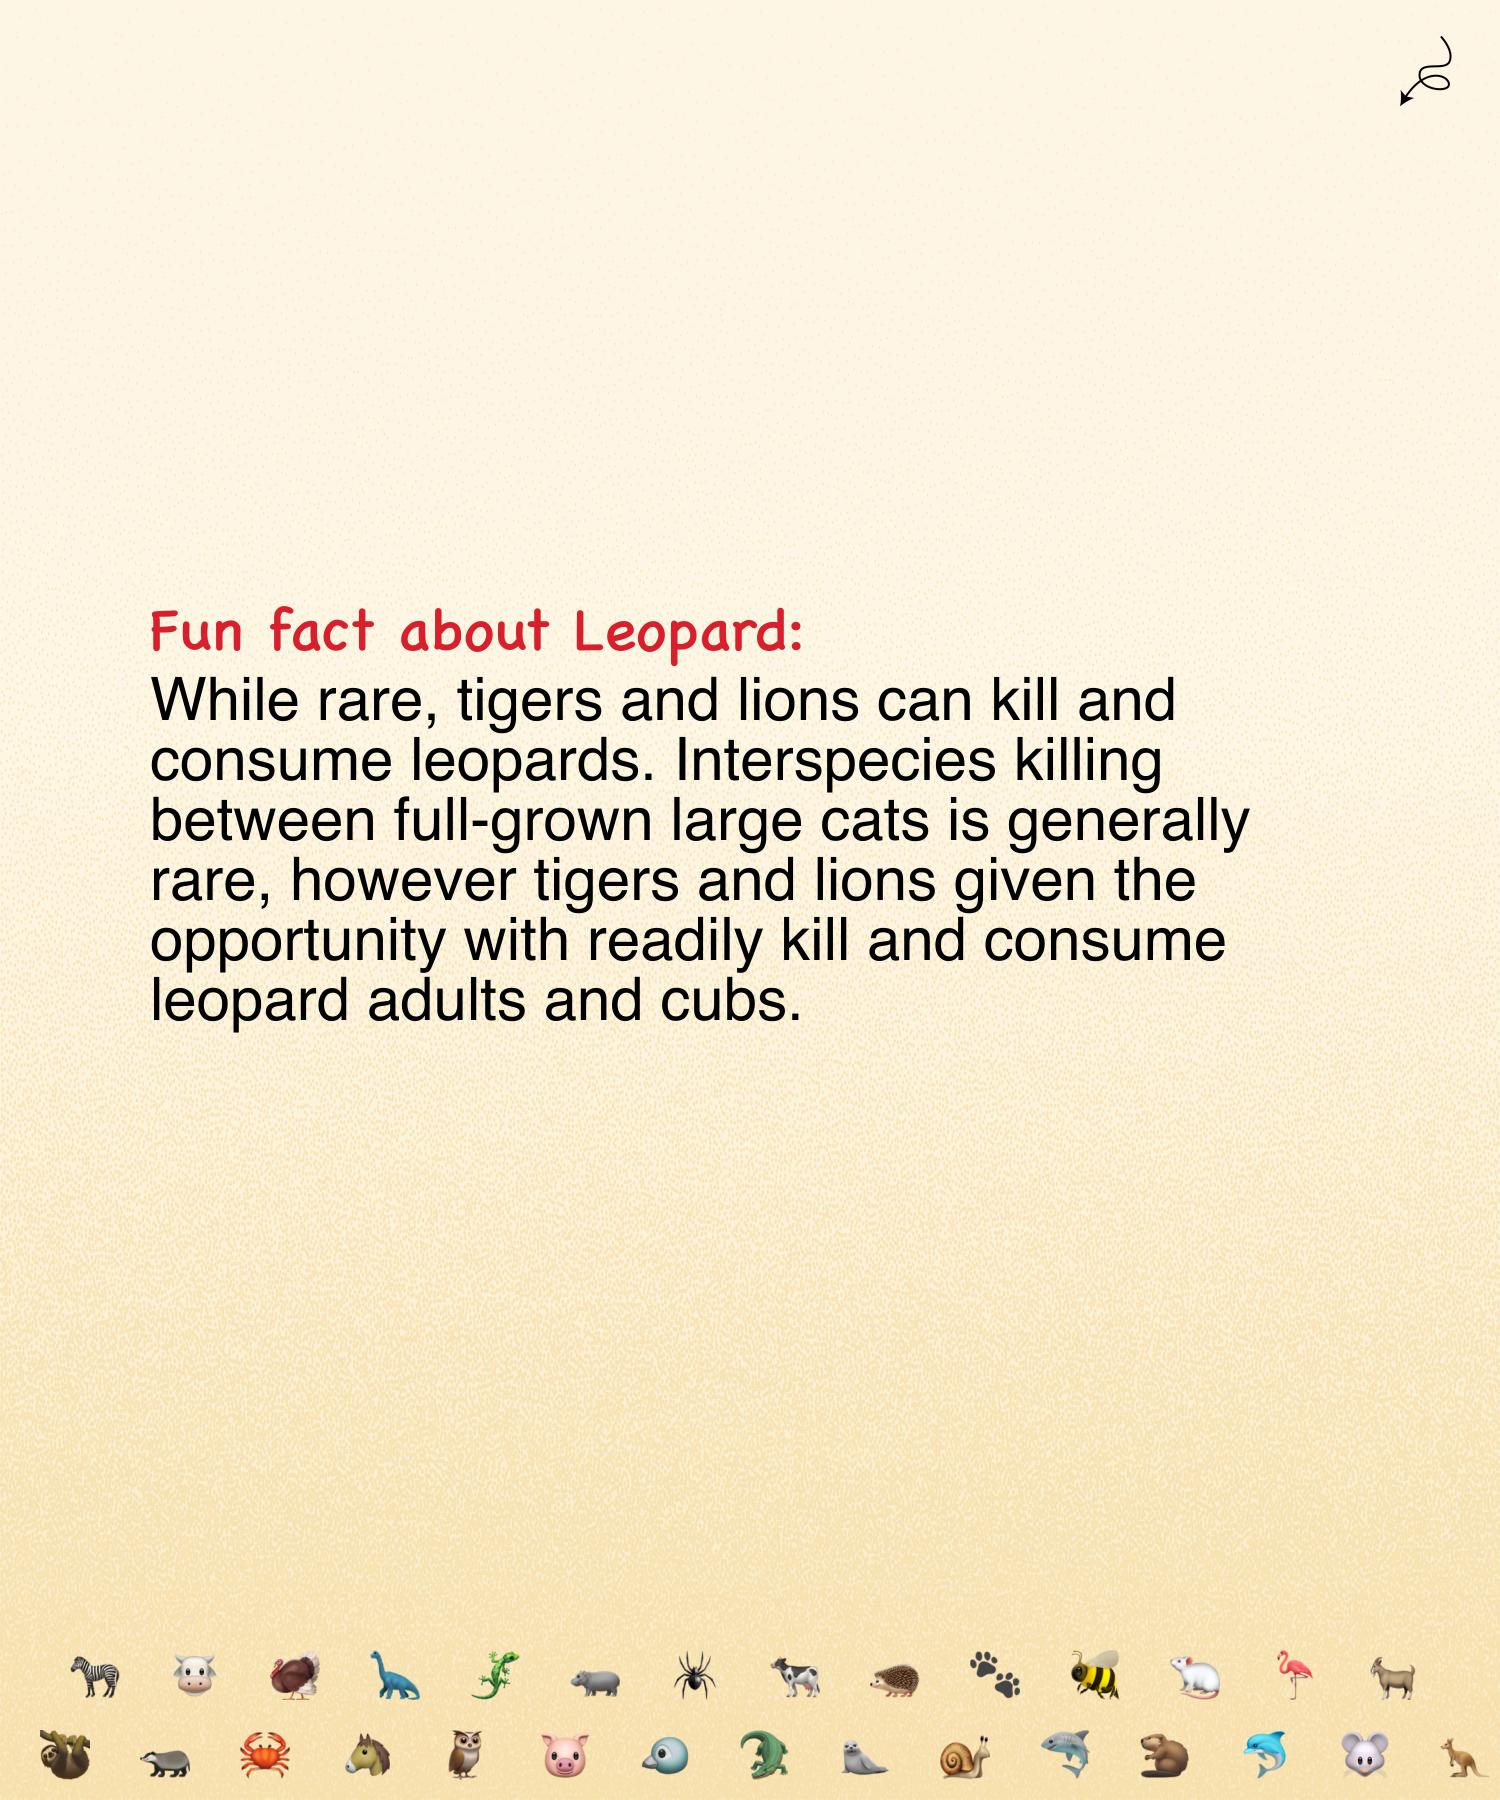 Fun fact about Leopard:
While rare, tigers and lions can kill and
consume leopards. Interspecies killing
between full-grown large cats is generally
rare, however tigers and lions given the
opportunity with readily kill and consume
leopard adults and cubs.